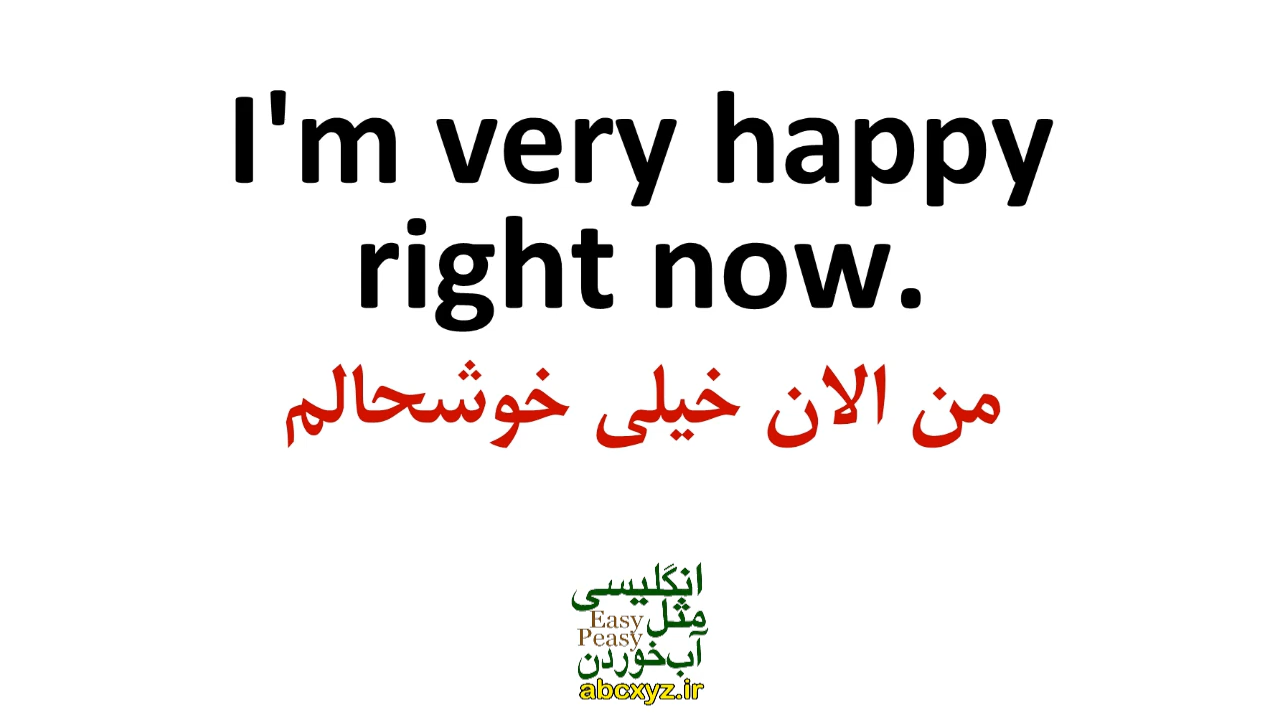 I'm very happy
right now.
من الان خیلی خوشحالم
انگلیسی
مثل
Easy
Peasy
آب‌خوردن
abcxyz.ir